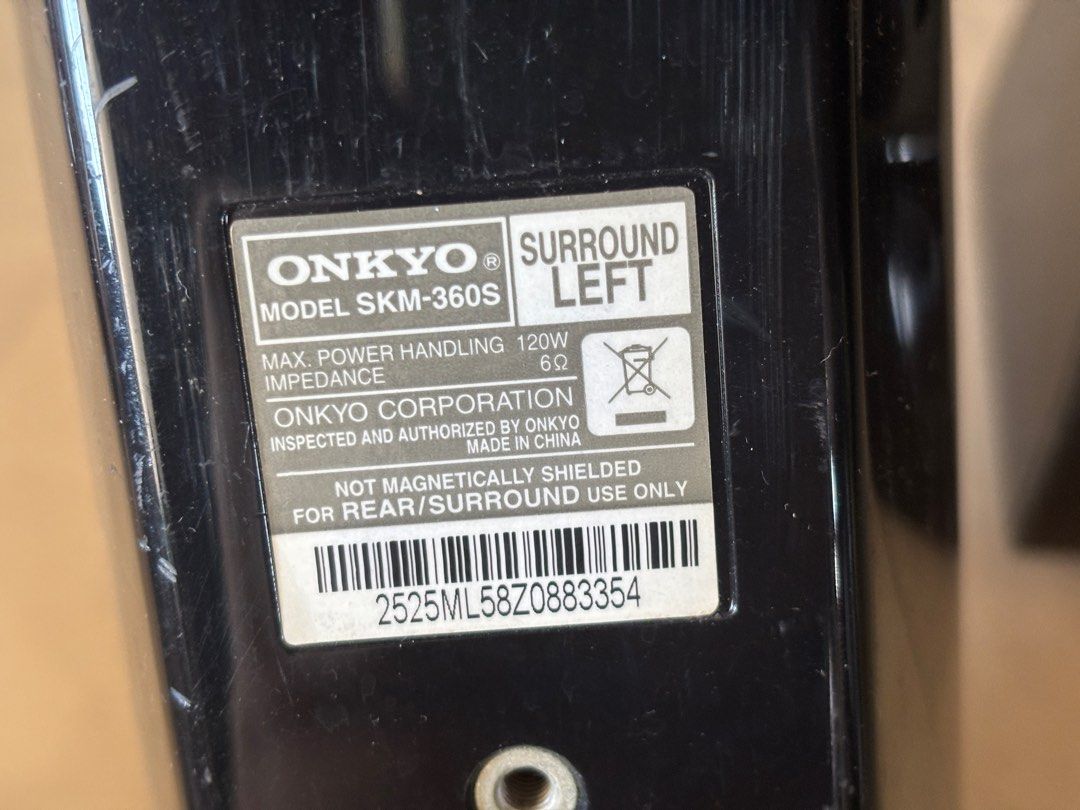 ONKYO®
MODEL SKM-360S
SURROUND
LEFT
MAX. POWER HANDLING 120W
IMPEDANCE 6Ω
ONKYO CORPORATION
INSPECTED AND AUTHORIZED BY ONKYO
MADE IN CHINA
NOT MAGNETICALLY SHIELDED
FOR REAR/SURROUND USE ONLY
2525ML58Z0883354